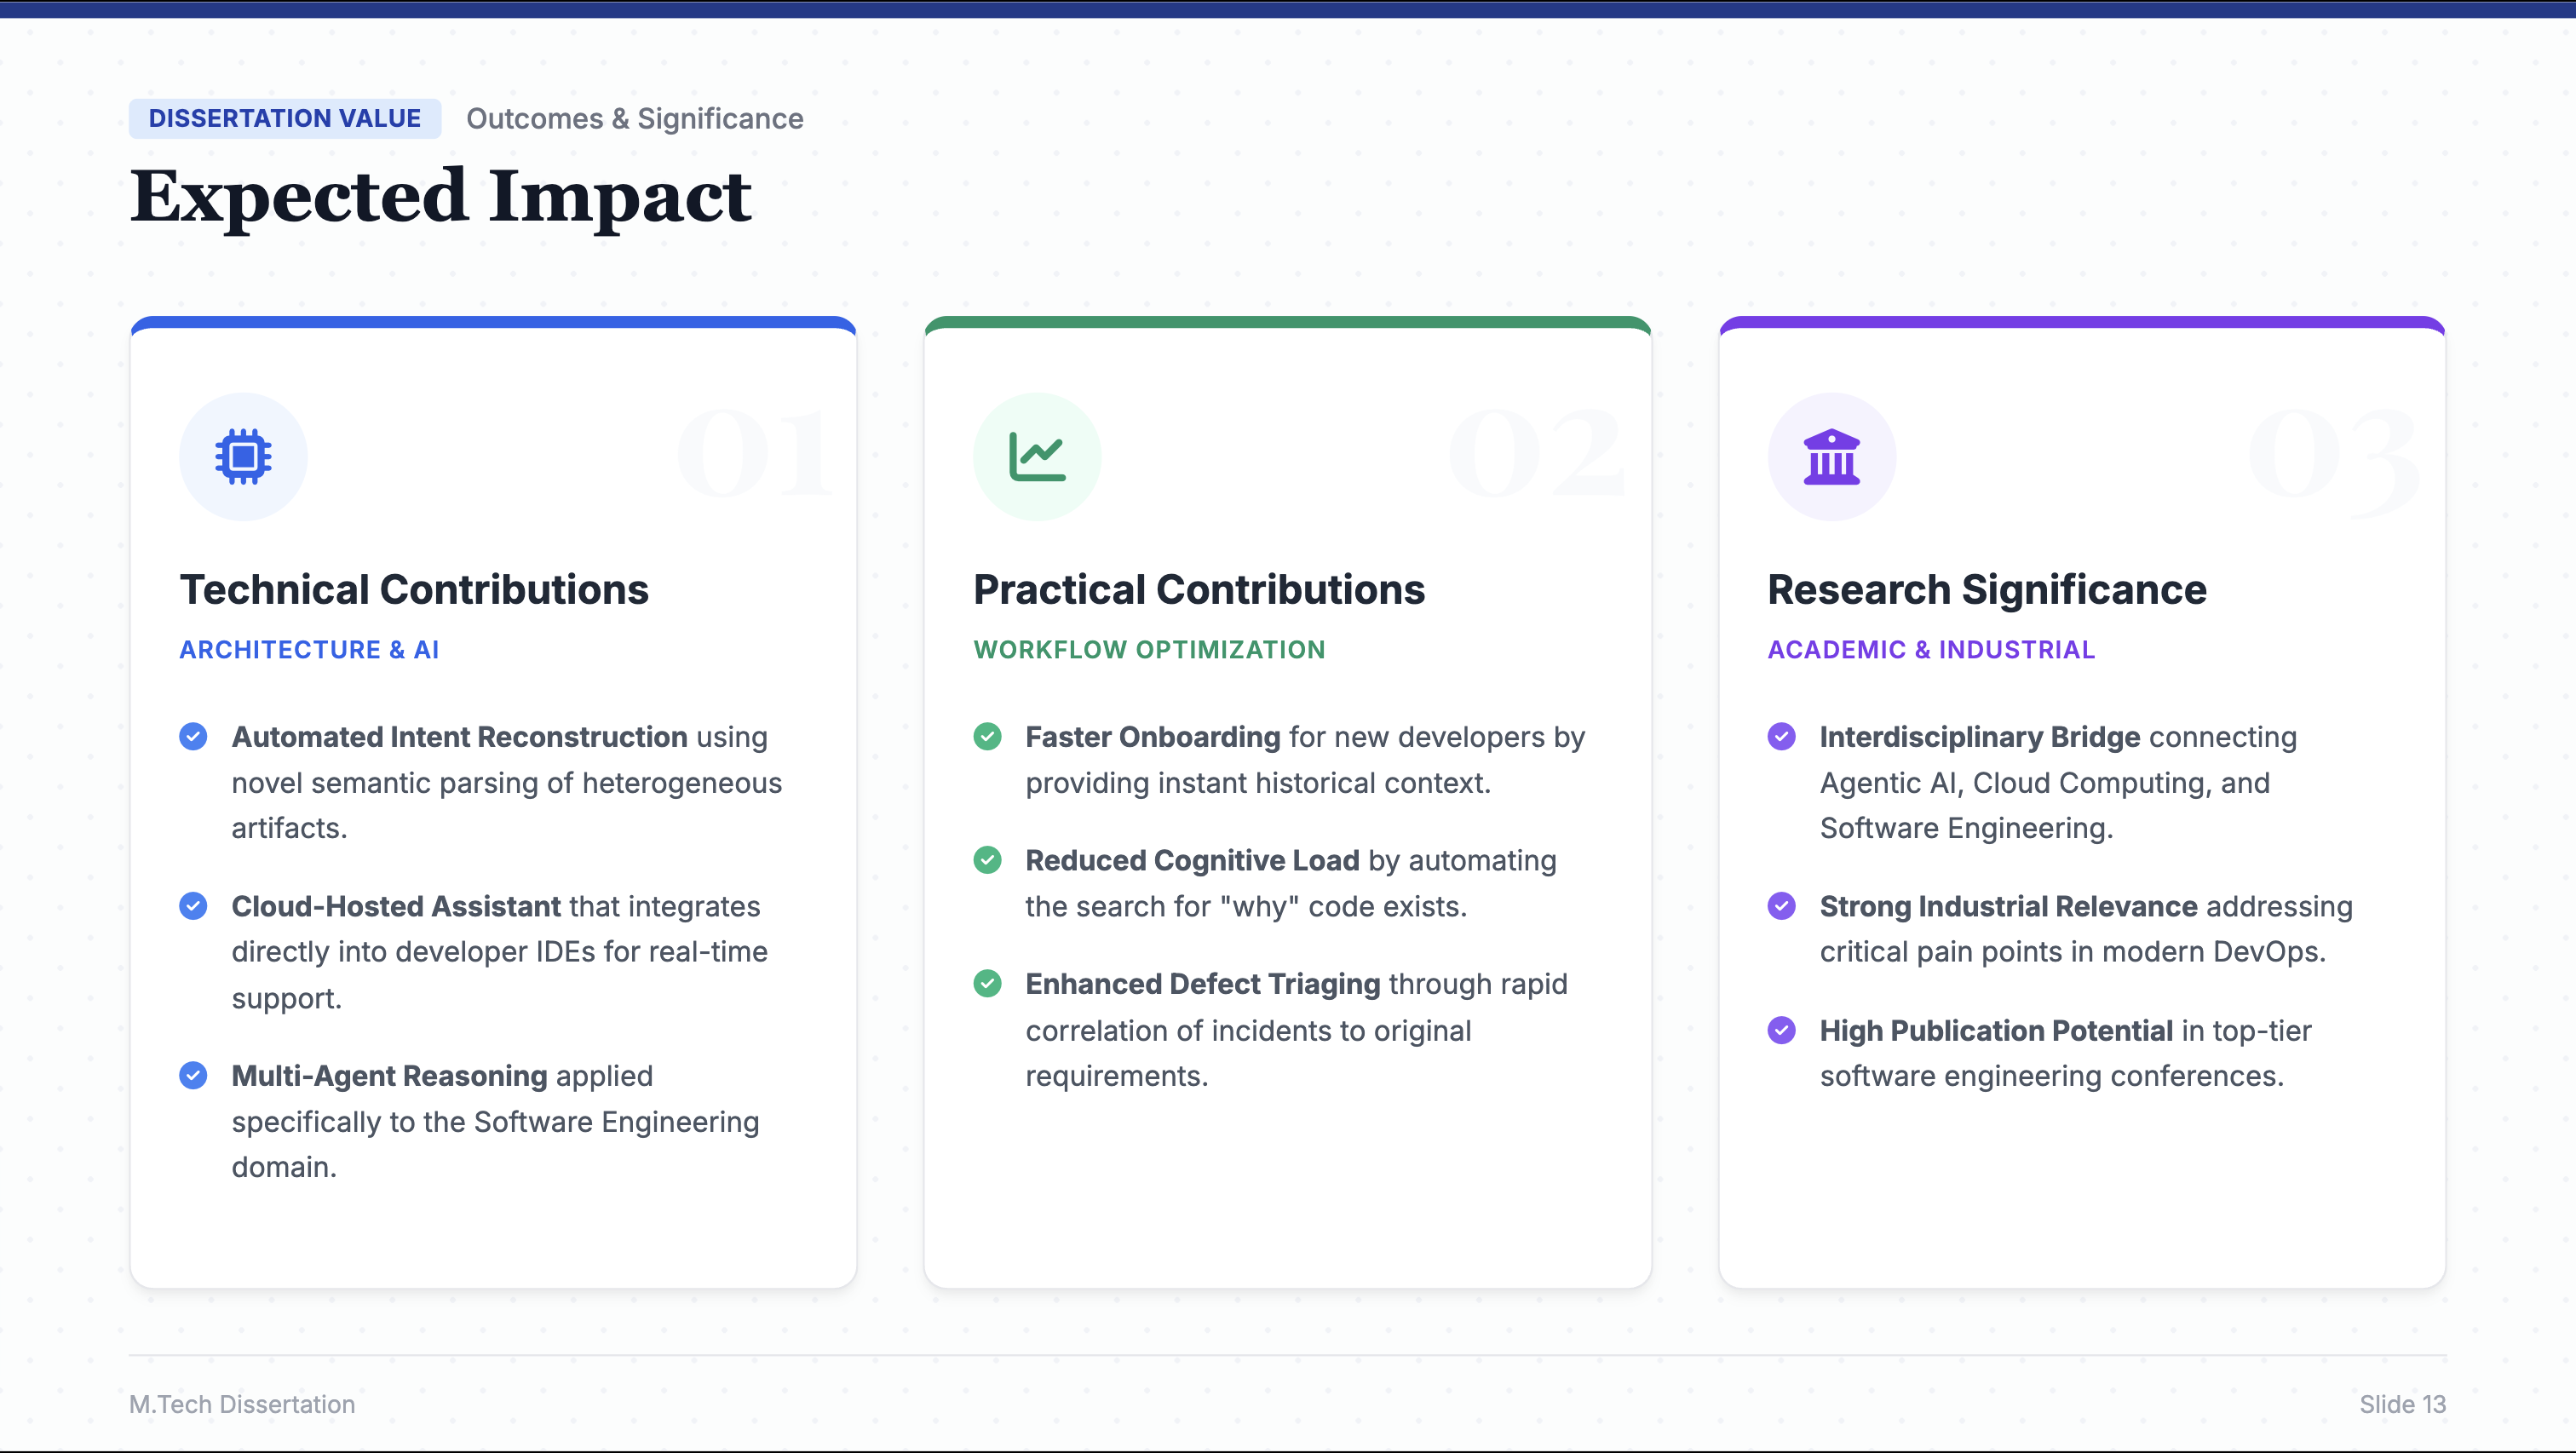 DISSERTATION VALUE Outcomes & Significance
Expected Impact
01
Technical Contributions
ARCHITECTURE & AI
Automated Intent Reconstruction using
novel semantic parsing of heterogeneous
artifacts.
Cloud-Hosted Assistant that integrates
directly into developer IDEs for real-time
support.
Multi-Agent Reasoning applied
specifically to the Software Engineering
domain.
02
Practical Contributions
WORKFLOW OPTIMIZATION
Faster Onboarding for new developers by
providing instant historical context.
Reduced Cognitive Load by automating
the search for "why" code exists.
Enhanced Defect Triaging through rapid
correlation of incidents to original
requirements.
03
Research Significance
ACADEMIC & INDUSTRIAL
Interdisciplinary Bridge connecting
Agentic AI, Cloud Computing, and
Software Engineering.
Strong Industrial Relevance addressing
critical pain points in modern DevOps.
High Publication Potential in top-tier
software engineering conferences.
M.Tech Dissertation
Slide 13